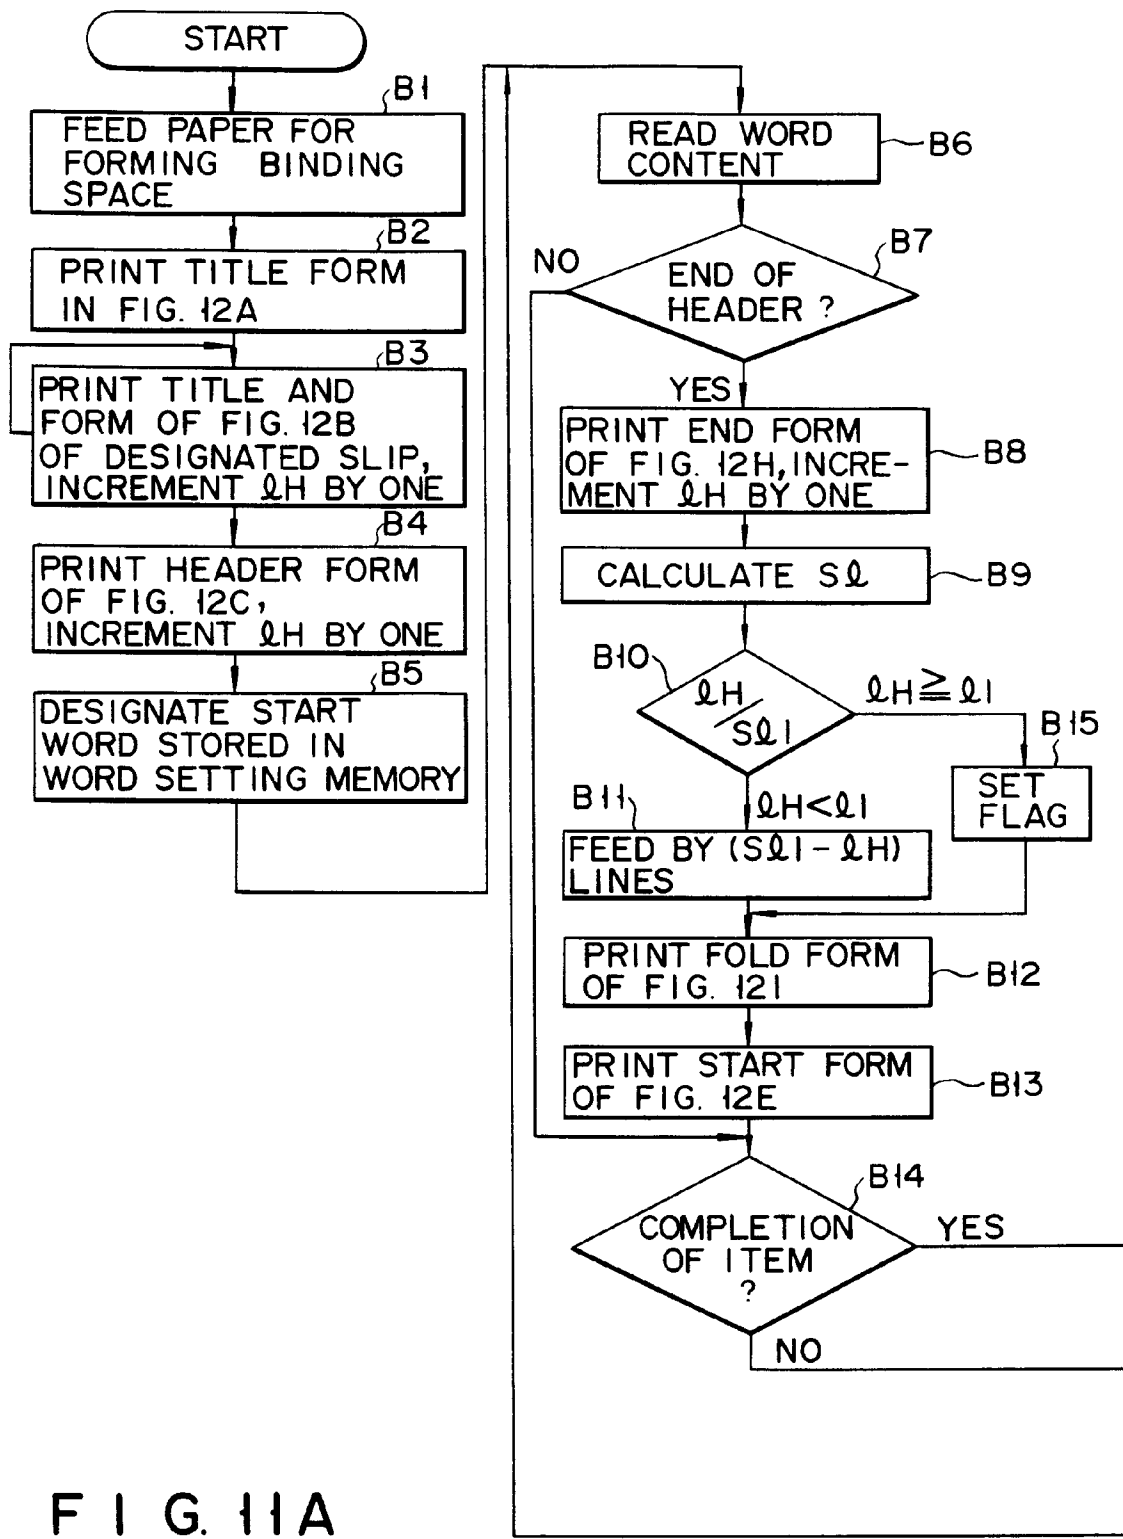 START
B1
FEED PAPER FOR
FORMING BINDING
SPACE
B2
PRINT TITLE FORM
IN FIG. 12A
B3
PRINT TITLE AND
FORM OF FIG. 12B
OF DESIGNATED SLIP,
INCREMENT ℓH BY ONE
B4
PRINT HEADER FORM
OF FIG. 12C,
INCREMENT ℓH BY ONE
B5
DESIGNATE START
WORD STORED IN
WORD SETTING MEMORY
READ WORD
CONTENT
B6
B7
NO
END OF
HEADER ?
YES
PRINT END FORM
OF FIG. 12H, INCRE-
MENT ℓH BY ONE
B8
CALCULATE Sℓ
B9
B10
ℓH
/
Sℓ1
ℓH ≧ ℓ1
B15
SET
FLAG
B11
ℓH < ℓ1
FEED BY (Sℓ1 - ℓH)
LINES
PRINT FOLD FORM
OF FIG. 12I
B12
PRINT START FORM
OF FIG. 12E
B13
B14
COMPLETION
OF ITEM
?
YES
NO
FIG. 11A